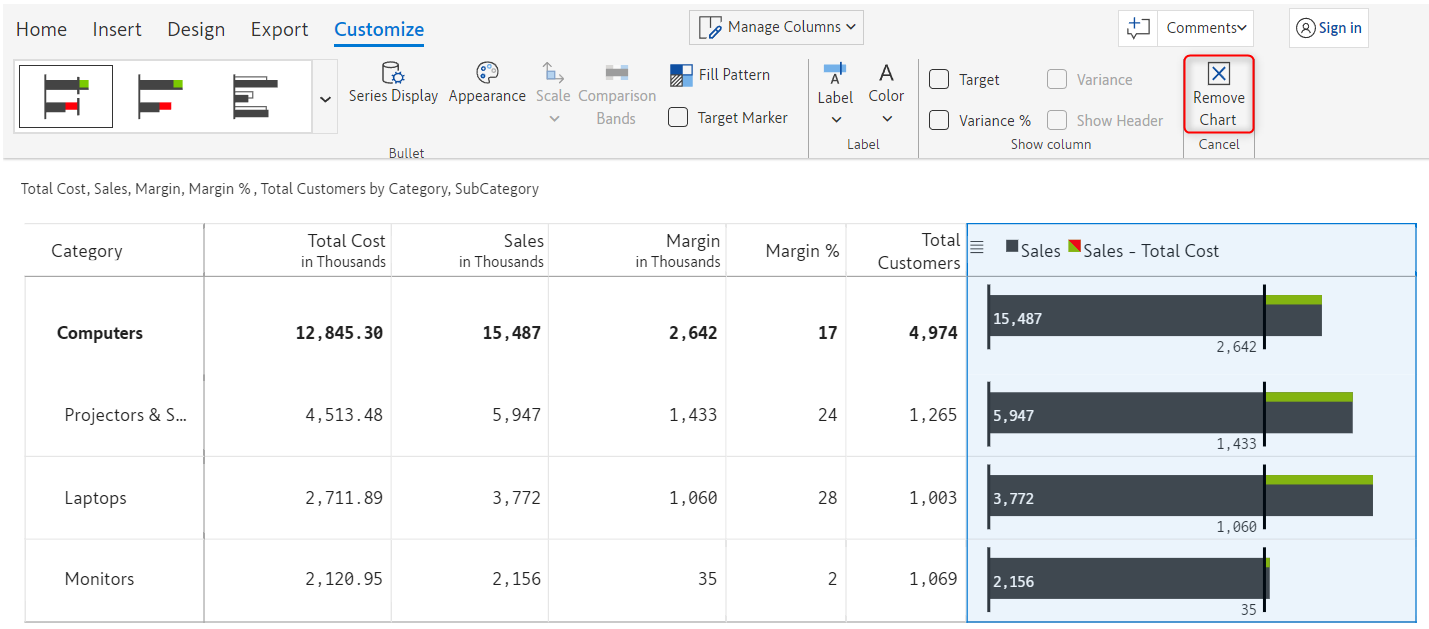 Home Insert Design Export Customize Manage Columns Comments Sign in
Series Display Appearance Scale Comparison Bands Fill Pattern Target Marker Label Color Target Variance Variance % Show Header Remove Chart
Bullet Label Show column Cancel
Total Cost, Sales, Margin, Margin % , Total Customers by Category, SubCategory
Category Total Cost in Thousands Sales in Thousands Margin in Thousands Margin % Total Customers Sales Sales - Total Cost
Computers 12,845.30 15,487 2,642 17 4,974 15,487
2,642
Projectors & S... 4,513.48 5,947 1,433 24 1,265 5,947
1,433
Laptops 2,711.89 3,772 1,060 28 1,003 3,772
1,060
Monitors 2,120.95 2,156 35 2 1,069 2,156
35